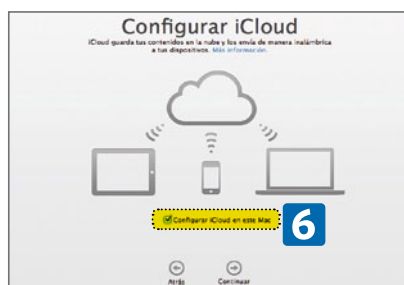 Configurar iCloud
iCloud guarda tus contenidos en la nube y los envía de manera inalámbrica
a tus dispositivos. Más información.
Configurar iCloud en este Mac
6
Atrás Continuar